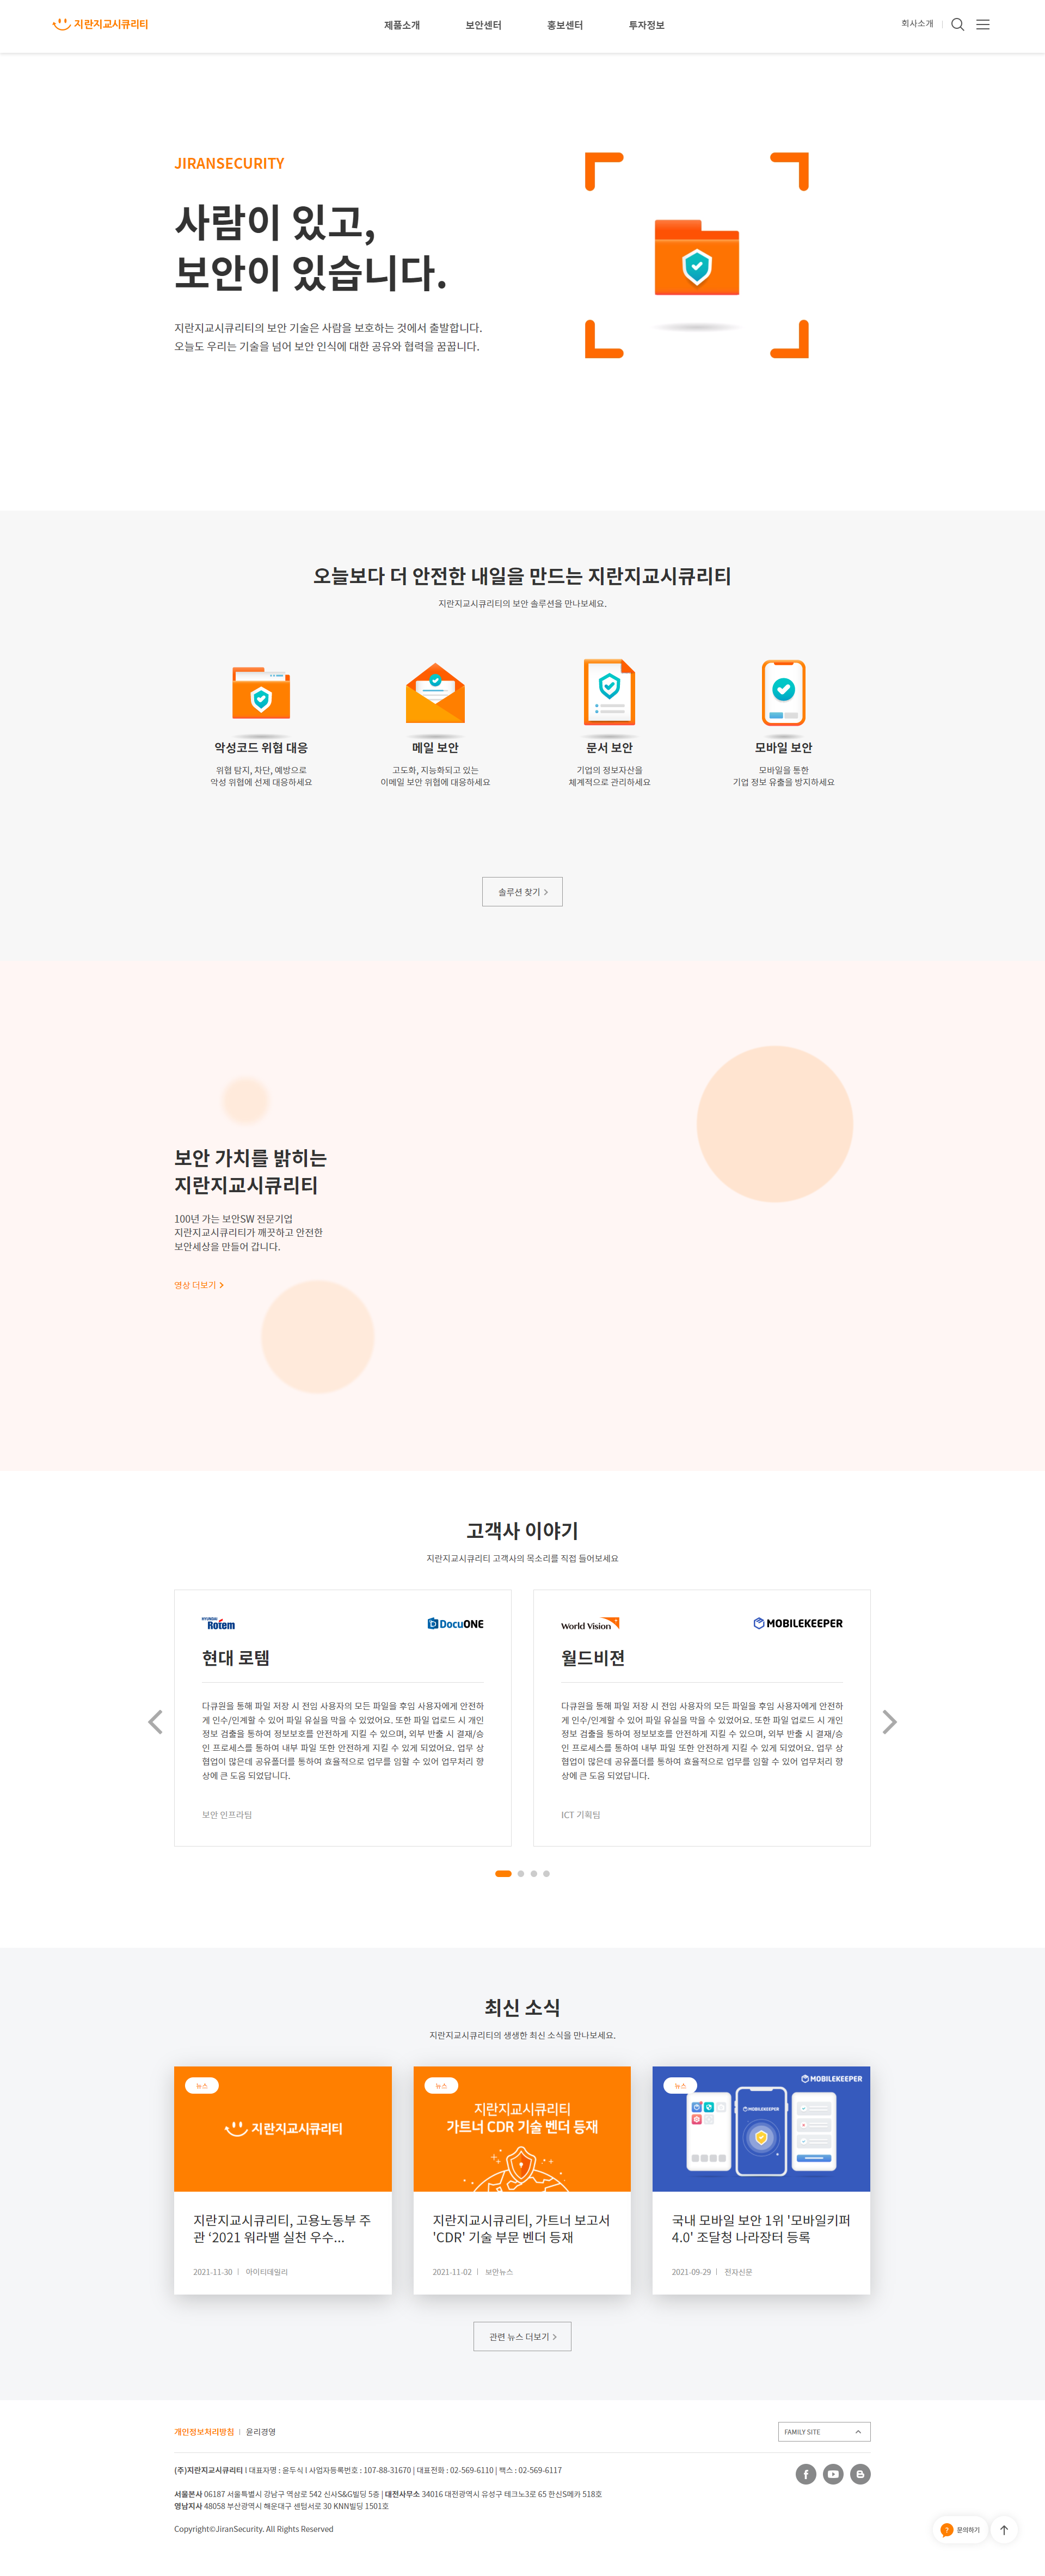 지란지교시큐리티
제품소개
보안센터
홍보센터
투자정보
회사소개
JIRANSECURITY
사람이 있고,
보안이 있습니다.
지란지교시큐리티의 보안 기술은 사람을 보호하는 것에서 출발합니다.
오늘도 우리는 기술을 넘어 보안 인식에 대한 공유와 협력을 꿈꿉니다.
오늘보다 더 안전한 내일을 만드는 지란지교시큐리티
지란지교시큐리티의 보안 솔루션을 만나보세요.
악성코드 위협 대응
위협 탐지, 차단, 예방으로
악성 위협에 선제 대응하세요
메일 보안
고도화, 지능화되고 있는
이메일 보안 위협에 대응하세요
문서 보안
기업의 정보자산을
체계적으로 관리하세요
모바일 보안
모바일을 통한
기업 정보 유출을 방지하세요
솔루션 찾기
보안 가치를 밝히는
지란지교시큐리티
100년 가는 보안SW 전문기업
지란지교시큐리티가 깨끗하고 안전한
보안세상을 만들어 갑니다.
영상 더보기
고객사 이야기
지란지교시큐리티 고객사의 목소리를 직접 들어보세요
HYUNDAI
Rotem
DocuONE
현대 로템
다큐원을 통해 파일 저장 시 전임 사용자의 모든 파일을 후임 사용자에게 안전하
게 인수/인계할 수 있어 파일 유실을 막을 수 있었어요. 또한 파일 업로드 시 개인
정보 검출을 통하여 정보보호를 안전하게 지킬 수 있으며, 외부 반출 시 결재/승
인 프로세스를 통하여 내부 파일 또한 안전하게 지킬 수 있게 되었어요. 업무 상
협업이 많은데 공유폴더를 통하여 효율적으로 업무를 임할 수 있어 업무처리 향
상에 큰 도움 되었답니다.
보안 인프라팀
World Vision
MOBILEKEEPER
월드비젼
다큐원을 통해 파일 저장 시 전임 사용자의 모든 파일을 후임 사용자에게 안전하
게 인수/인계할 수 있어 파일 유실을 막을 수 있었어요. 또한 파일 업로드 시 개인
정보 검출을 통하여 정보보호를 안전하게 지킬 수 있으며, 외부 반출 시 결재/승
인 프로세스를 통하여 내부 파일 또한 안전하게 지킬 수 있게 되었어요. 업무 상
협업이 많은데 공유폴더를 통하여 효율적으로 업무를 임할 수 있어 업무처리 향
상에 큰 도움 되었답니다.
ICT 기획팀
최신 소식
지란지교시큐리티의 생생한 최신 소식을 만나보세요.
뉴스
지란지교시큐리티
지란지교시큐리티, 고용노동부 주
관 ‘2021 워라밸 실천 우수...
2021-11-30
아이티데일리
뉴스
지란지교시큐리티
가트너 CDR 기술 벤더 등재
지란지교시큐리티, 가트너 보고서
'CDR' 기술 부문 벤더 등재
2021-11-02
보안뉴스
뉴스
MOBILEKEEPER
MOBILEKEEPER
국내 모바일 보안 1위 '모바일키퍼
4.0' 조달청 나라장터 등록
2021-09-29
전자신문
관련 뉴스 더보기
개인정보처리방침
윤리경영
FAMILY SITE
(주)지란지교시큐리티 I 대표자명 : 윤두식 I 사업자등록번호 : 107-88-31670 | 대표전화 : 02-569-6110 | 팩스 : 02-569-6117
서울본사 06187 서울특별시 강남구 역삼로 542 신사S&G빌딩 5층 | 대전사무소 34016 대전광역시 유성구 테크노3로 65 한신S메카 518호
영남지사 48058 부산광역시 해운대구 센텀서로 30 KNN빌딩 1501호
Copyright©JiranSecurity. All Rights Reserved
문의하기